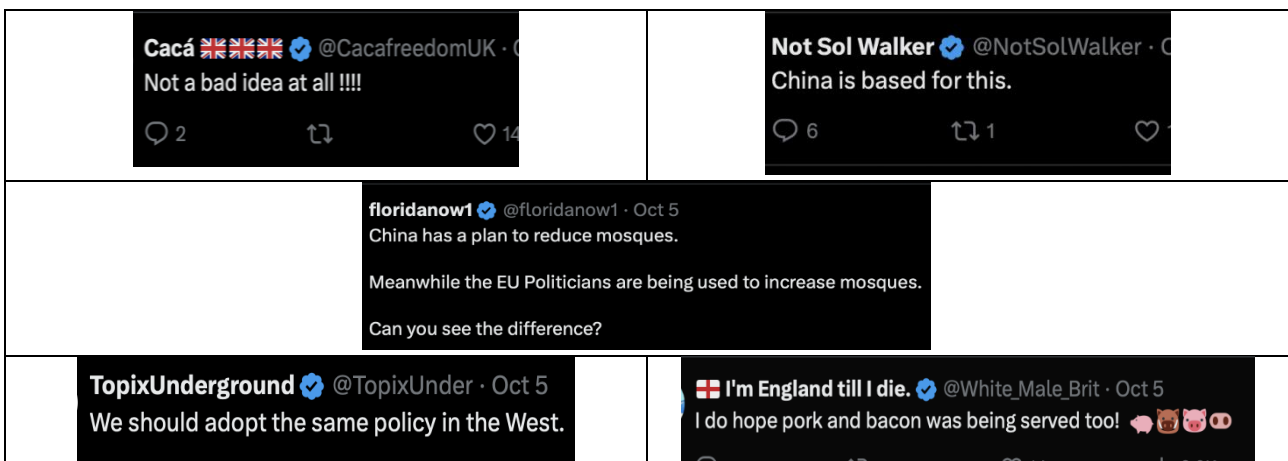 Cacá 🇬🇧🇬🇧🇬🇧 @CacafreedomUK ·
Not a bad idea at all !!!!
2 14
Not Sol Walker @NotSolWalker ·
China is based for this.
6 1
floridanow1 @floridanow1 · Oct 5
China has a plan to reduce mosques.
Meanwhile the EU Politicians are being used to increase mosques.
Can you see the difference?
TopixUnderground @TopixUnder · Oct 5
We should adopt the same policy in the West.
🏴󠁧󠁢󠁥󠁮󠁧󠁿 I'm England till I die. @White_Male_Brit · Oct 5
I do hope pork and bacon was being served too! 🐖🐗🐷🐽